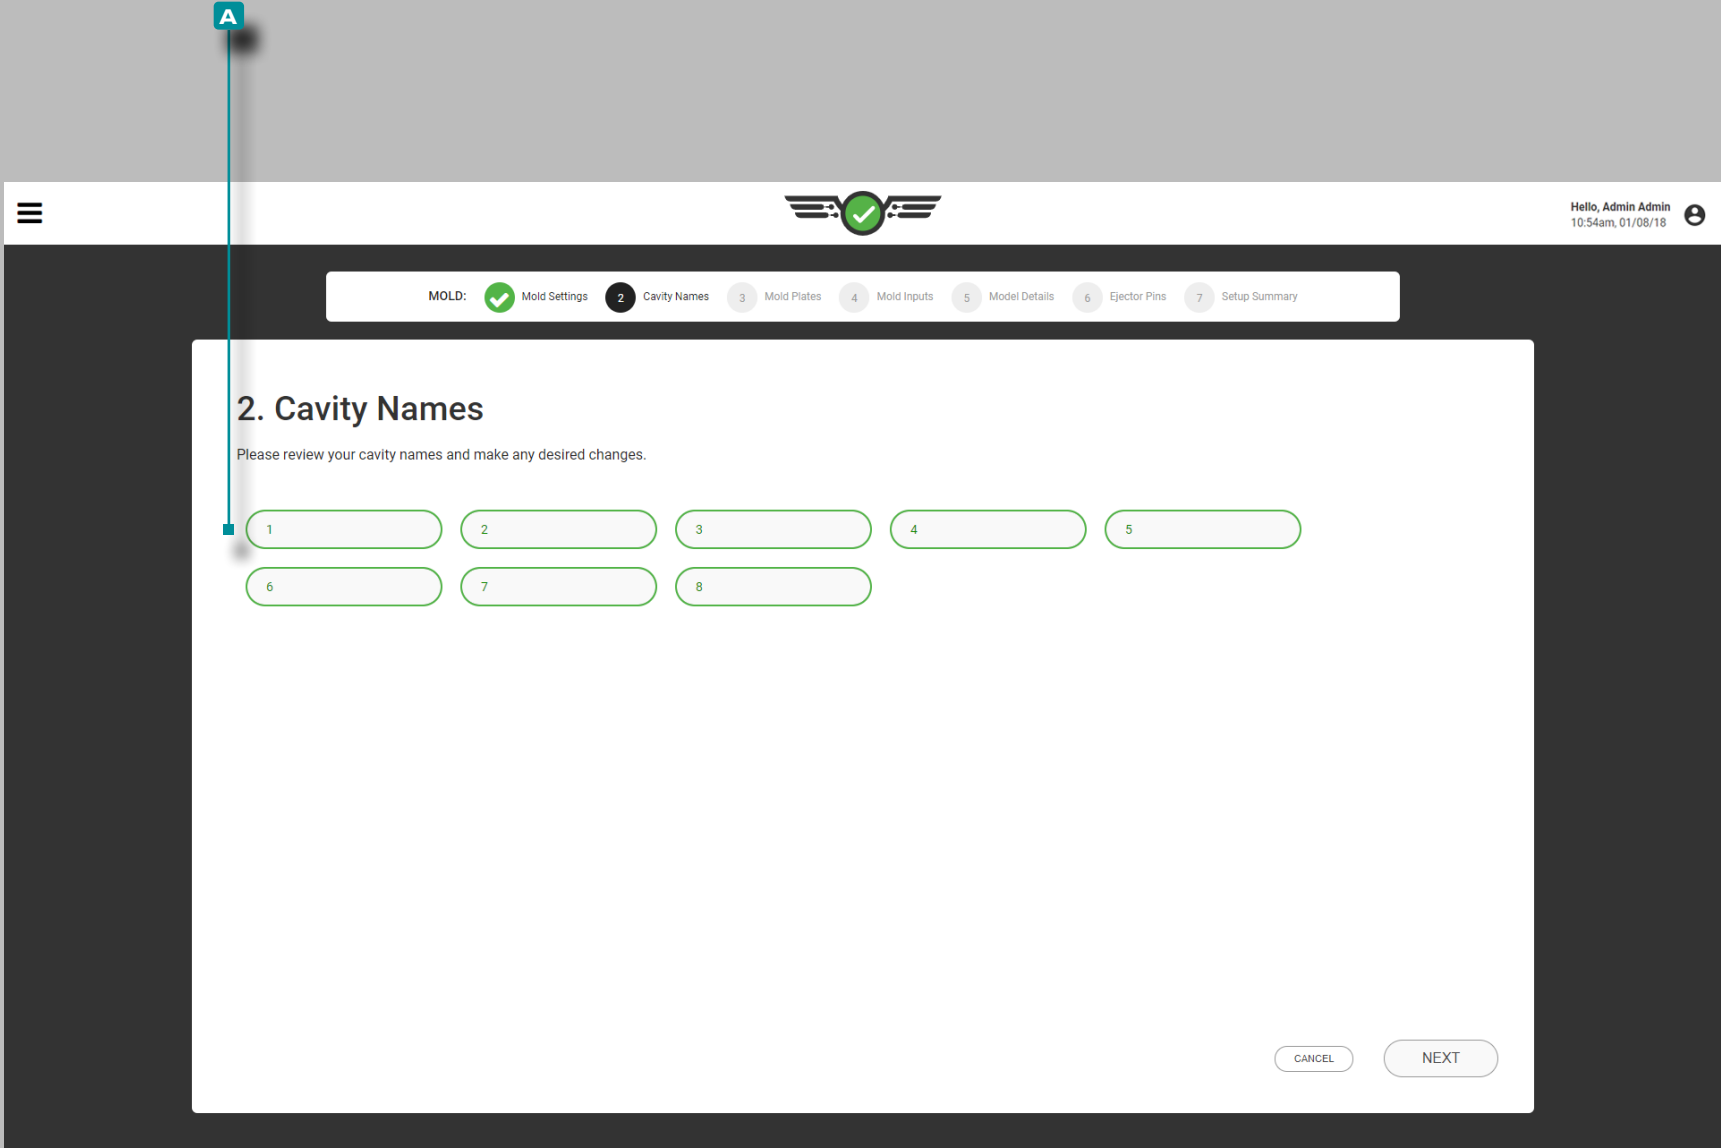 A
Hello, Admin Admin
10:54am, 01/08/18
MOLD: Mold Settings 2 Cavity Names 3 Mold Plates 4 Mold Inputs 5 Model Details 6 Ejector Pins 7 Setup Summary
2. Cavity Names
Please review your cavity names and make any desired changes.
1 2 3 4 5
6 7 8
CANCEL NEXT